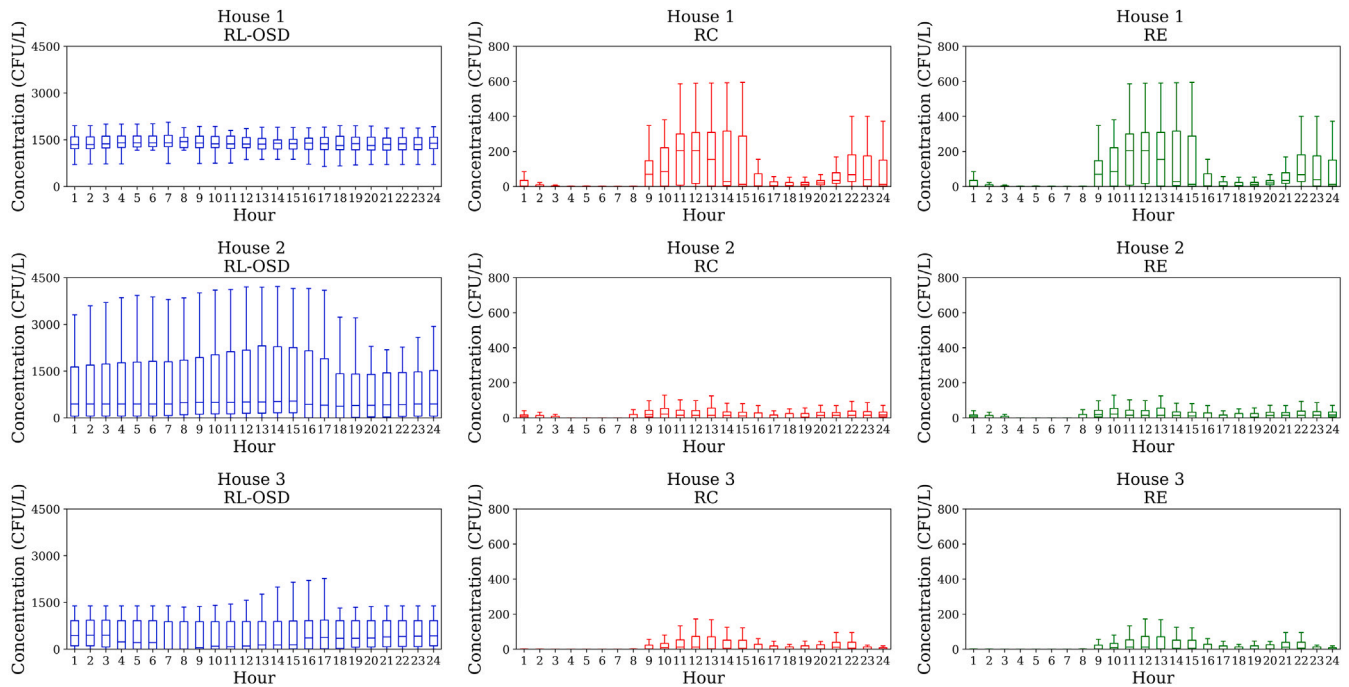 House 1
RL-OSD
Concentration (CFU/L)
4500
3000
1500
0
1 2 3 4 5 6 7 8 9 10 11 12 13 14 15 16 17 18 19 20 21 22 23 24
Hour
House 1
RC
Concentration (CFU/L)
800
600
400
200
0
1 2 3 4 5 6 7 8 9 10 11 12 13 14 15 16 17 18 19 20 21 22 23 24
Hour
House 1
RE
Concentration (CFU/L)
800
600
400
200
0
1 2 3 4 5 6 7 8 9 10 11 12 13 14 15 16 17 18 19 20 21 22 23 24
Hour
House 2
RL-OSD
Concentration (CFU/L)
4500
3000
1500
0
1 2 3 4 5 6 7 8 9 10 11 12 13 14 15 16 17 18 19 20 21 22 23 24
Hour
House 2
RC
Concentration (CFU/L)
800
600
400
200
0
1 2 3 4 5 6 7 8 9 10 11 12 13 14 15 16 17 18 19 20 21 22 23 24
Hour
House 2
RE
Concentration (CFU/L)
800
600
400
200
0
1 2 3 4 5 6 7 8 9 10 11 12 13 14 15 16 17 18 19 20 21 22 23 24
Hour
House 3
RL-OSD
Concentration (CFU/L)
4500
3000
1500
0
1 2 3 4 5 6 7 8 9 10 11 12 13 14 15 16 17 18 19 20 21 22 23 24
Hour
House 3
RC
Concentration (CFU/L)
800
600
400
200
0
1 2 3 4 5 6 7 8 9 10 11 12 13 14 15 16 17 18 19 20 21 22 23 24
Hour
House 3
RE
Concentration (CFU/L)
800
600
400
200
0
1 2 3 4 5 6 7 8 9 10 11 12 13 14 15 16 17 18 19 20 21 22 23 24
Hour